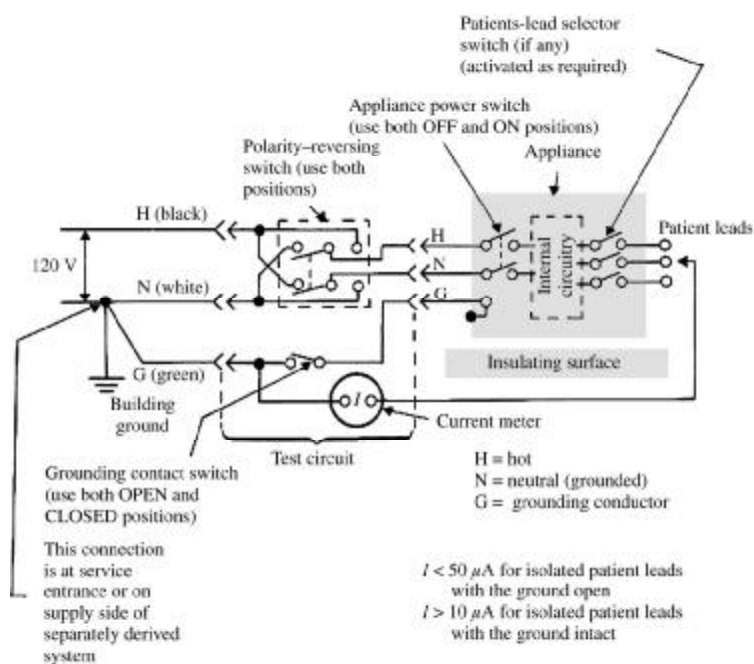 Patients-lead selector
switch (if any)
(activated as required)
Appliance power switch
(use both OFF and ON positions)
Appliance
Polarity–reversing
switch (use both
positions)
H (black)
H
Patient leads
120 V
N
N (white)
Internal
circuitry
G
Insulating surface
G (green)
I
Building
ground
Current meter
Test circuit
H = hot
N = neutral (grounded)
G = grounding conductor
Grounding contact switch
(use both OPEN and
CLOSED positions)
This connection
is at service
entrance or on
supply side of
separately derived
system
I < 50 μA for isolated patient leads
with the ground open
I > 10 μA for isolated patient leads
with the ground intact